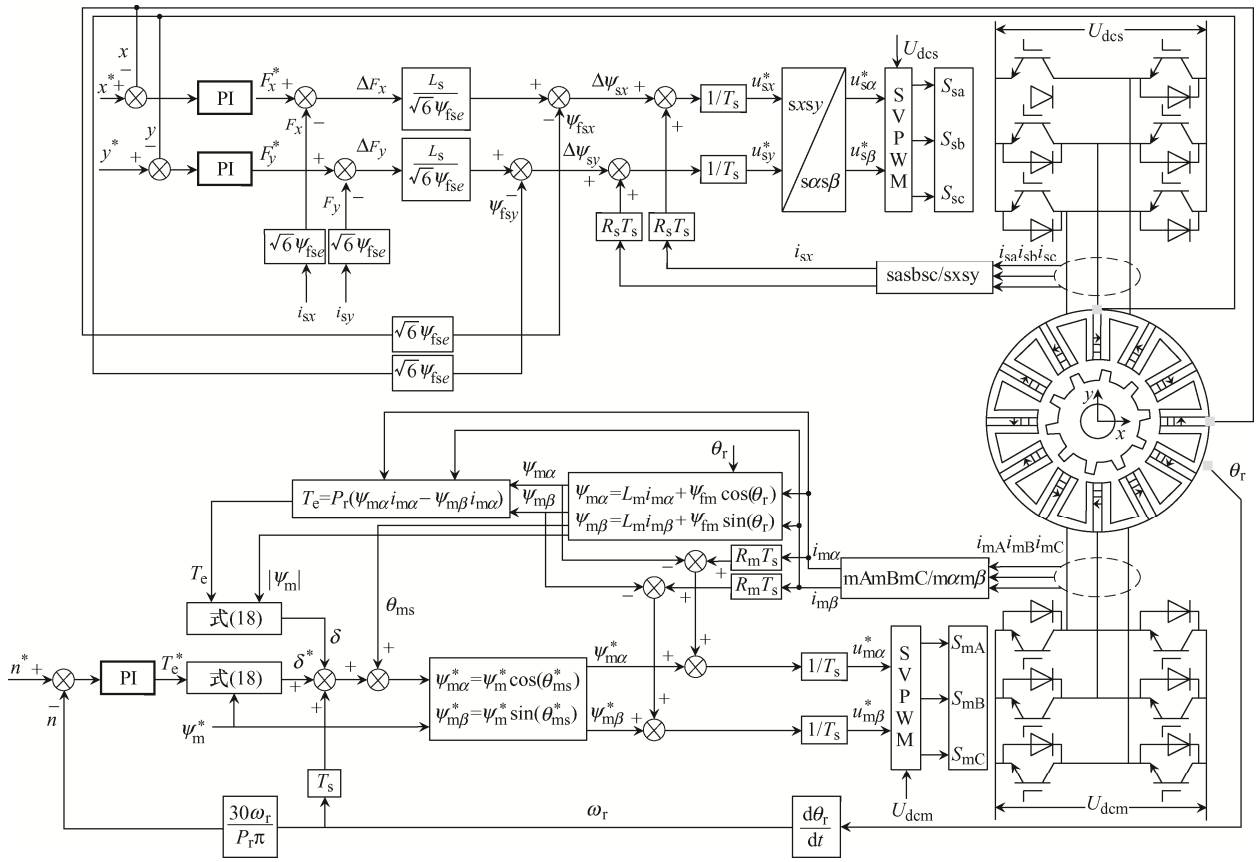 x
−
x*
+
PI
F_x^*
+
F_x
−
ΔF_x
L_s
√6 ψ_fse
+
−
ψ_fsx
Δψ_sx
+
+
1/T_s
u_sx^*
sxsy
sαsβ
u_sα^*
U_dcs
SVPWM
S_sa
S_sb
S_sc
U_dcs
y
−
y*
+
PI
F_y^*
+
F_y
−
ΔF_y
L_s
√6 ψ_fse
+
−
ψ_fsy
Δψ_sy
+
+
1/T_s
u_sy^*
u_sβ^*
√6 ψ_fse
√6 ψ_fse
i_sx
i_sy
R_sT_s
R_sT_s
i_sx
sasbsc/sxsy
i_sa i_sb i_sc
√6 ψ_fse
√6 ψ_fse
y
x
θ_r
θ_r
T_e=P_r(ψ_mα i_mα − ψ_mβ i_mα)
ψ_mα
ψ_mβ
ψ_mα=L_m i_mα+ψ_fm cos(θ_r)
ψ_mβ=L_m i_mβ+ψ_fm sin(θ_r)
R_mT_s
R_mT_s
−
+
−
+
i_mα
i_mβ
mAmBmC/mαmβ
i_mA i_mB i_mC
T_e
|ψ_m|
式(18)
δ
θ_ms
n*
+
−
n
PI
T_e^*
式(18)
δ*
+
+
+
+
ψ_m^*
ψ_mα^*=ψ_m^*cos(θ_ms^*)
ψ_mβ^*=ψ_m^*sin(θ_ms^*)
ψ_mα^*
+
+
ψ_mβ^*
+
+
1/T_s
1/T_s
u_mα^*
u_mβ^*
SVPWM
U_dcm
S_mA
S_mB
S_mC
U_dcm
T_s
30ω_r
P_rπ
ω_r
dθ_r
dt